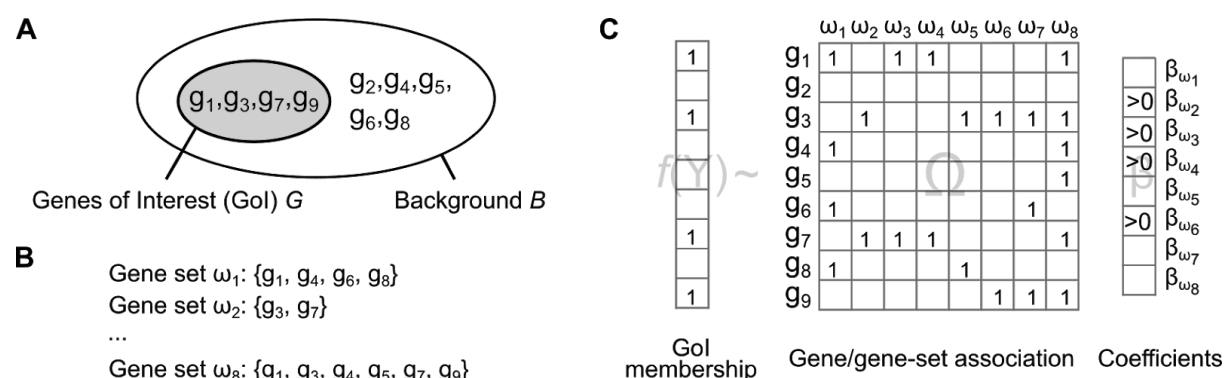 A
g1,g3,g7,g9
g2,g4,g5,
g6,g8
Genes of Interest (GoI) G
Background B
B
Gene set ω1: {g1, g4, g6, g8}
Gene set ω2: {g3, g7}
...
Gene set ω8: {g1, g3, g4, g5, g7, g9}
C
ω1 ω2 ω3 ω4 ω5 ω6 ω7 ω8
1 g1 1 1 1 1 βω1
g2 >0 βω2
1 g3 1 1 1 1 1 >0 βω3
g4 1 1 >0 βω4
f(Y) ~ Ω β
g5 1 βω5
g6 1 1 >0 βω6
1 g7 1 1 1 1 βω7
g8 1 1 βω8
1 g9 1 1 1
GoI
membership
Gene/gene-set association
Coefficients